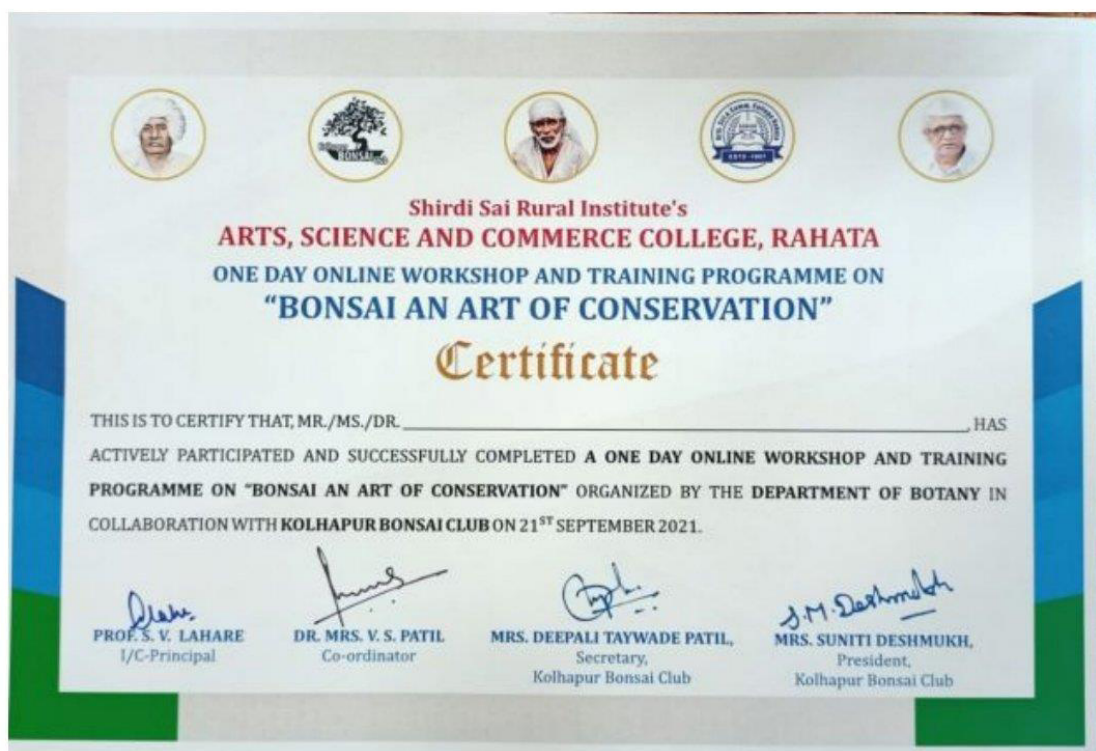 BONSAI
ESTD - 1001
Shirdi Sai Rural Institute's
ARTS, SCIENCE AND COMMERCE COLLEGE, RAHATA
ONE DAY ONLINE WORKSHOP AND TRAINING PROGRAMME ON
“BONSAI AN ART OF CONSERVATION”
Certificate
THIS IS TO CERTIFY THAT, MR./MS./DR. , HAS
ACTIVELY PARTICIPATED AND SUCCESSFULLY COMPLETED A ONE DAY ONLINE WORKSHOP AND TRAINING
PROGRAMME ON “BONSAI AN ART OF CONSERVATION” ORGANIZED BY THE DEPARTMENT OF BOTANY IN
COLLABORATION WITH KOLHAPUR BONSAI CLUB ON 21ST SEPTEMBER 2021.
S.M. Deshmukh
PROF. S. V. LAHARE
I/C-Principal
DR. MRS. V. S. PATIL
Co-ordinator
MRS. DEEPALI TAYWADE PATIL,
Secretary,
Kolhapur Bonsai Club
MRS. SUNITI DESHMUKH,
President,
Kolhapur Bonsai Club